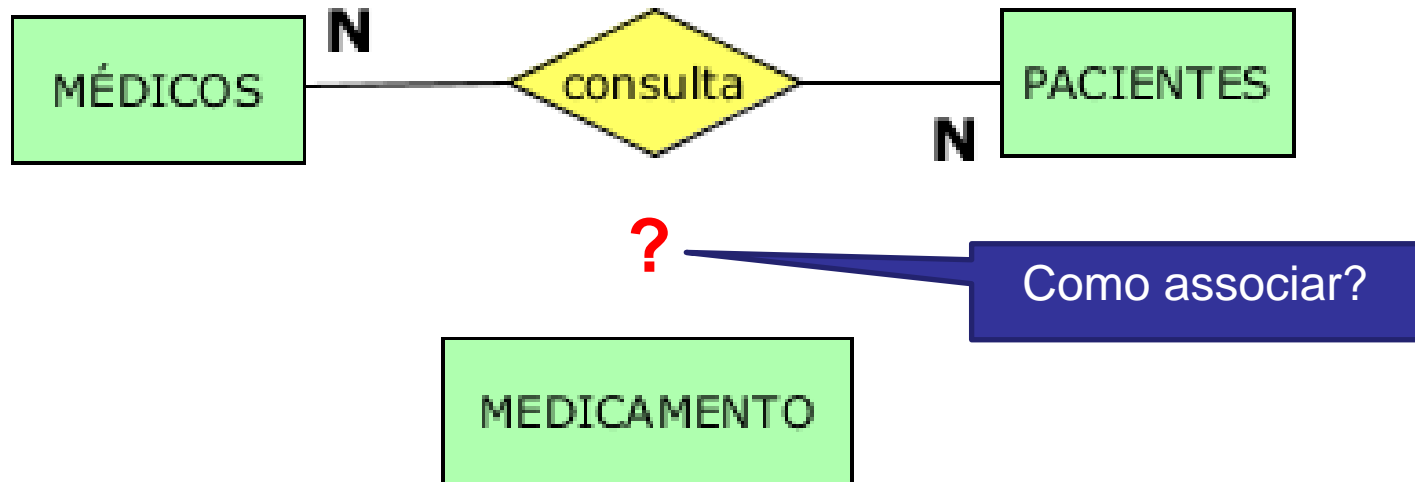 N
MÉDICOS
consulta
PACIENTES
N
?
Como associar?
MEDICAMENTO